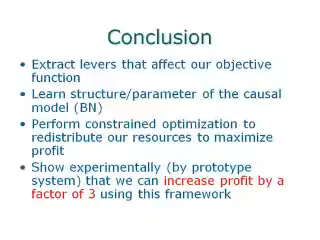 Conclusion
• Extract levers that affect our objective
function
• Learn structure/parameter of the causal
model (BN)
• Perform constrained optimization to
redistribute our resources to maximize
profit
• Show experimentally (by prototype
system) that we can increase profit by a
factor of 3 using this framework